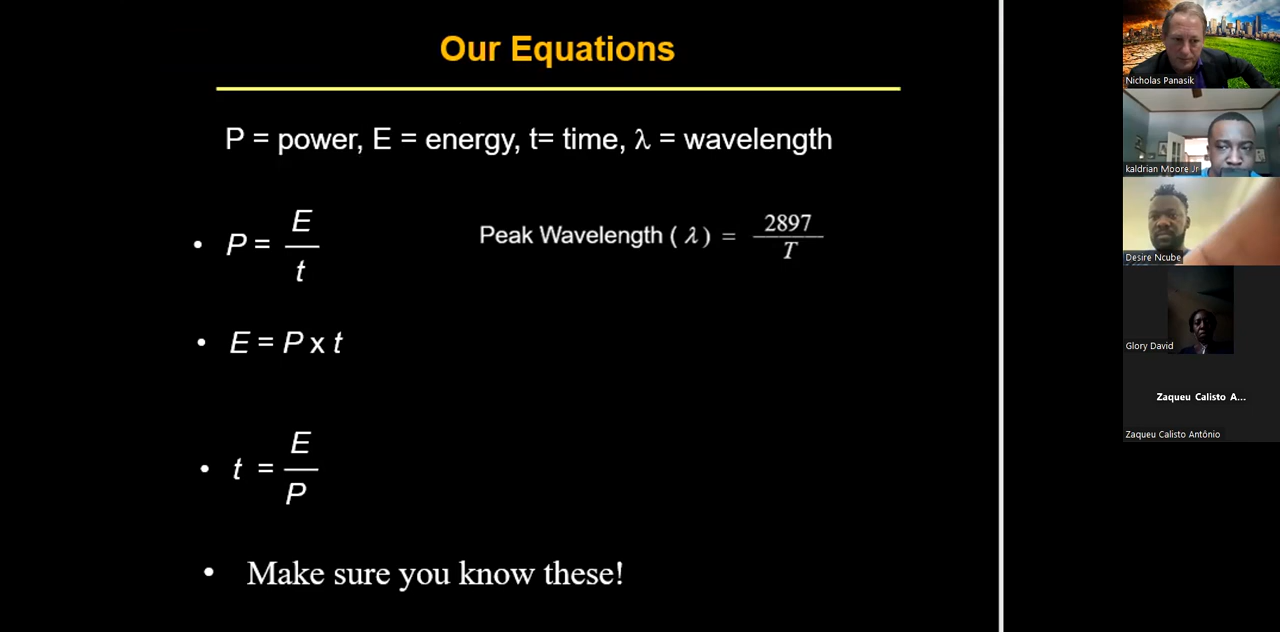 Our Equations
P = power, E = energy, t= time, λ = wavelength
• P = E/t
Peak Wavelength ( λ ) = 2897/T
• E = P x t
• t = E/P
• Make sure you know these!
Nicholas Panasik
kaldrian Moore Jr
Desire Ncube
Glory David
Zaqueu Calisto A...
Zaqueu Calisto Antônio